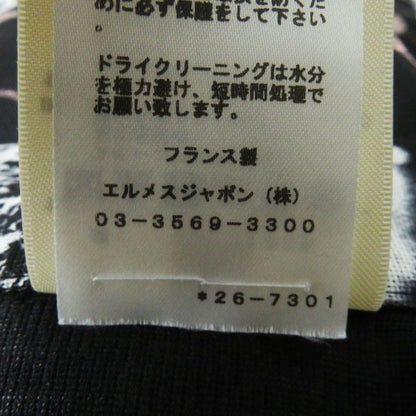 めに必ず保護をして下さい
。
ドライクリーニングは水分
を極力避け、短時間処理で
お願い致します。
フランス製
エルメスジャポン（株）
03-3569-3300
*26-7301